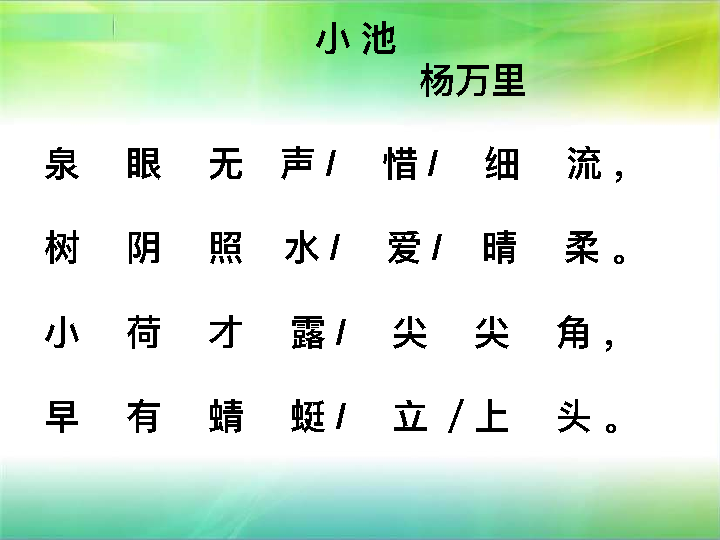 小 池
杨万里
泉 眼 无 声 / 惜 / 细 流 ，
树 阴 照 水 / 爱 / 晴 柔 。
小 荷 才 露 / 尖 尖 角 ，
早 有 蜻 蜓 / 立 / 上 头 。